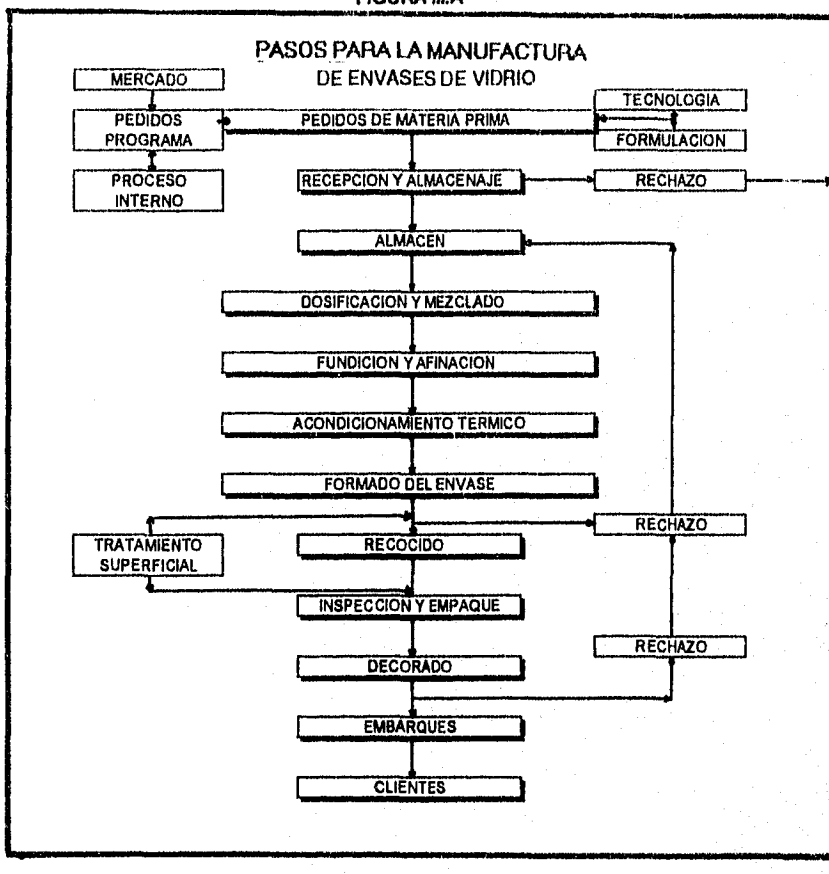 FIGURA III.A
PASOS PARA LA MANUFACTURA
DE ENVASES DE VIDRIO
MERCADO
TECNOLOGIA
PEDIDOS
PROGRAMA
PEDIDOS DE MATERIA PRIMA
FORMULACION
PROCESO
INTERNO
RECEPCION Y ALMACENAJE
RECHAZO
ALMACEN
DOSIFICACION Y MEZCLADO
FUNDICION Y AFINACION
ACONDICIONAMIENTO TERMICO
FORMADO DEL ENVASE
RECHAZO
TRATAMIENTO
SUPERFICIAL
RECOCIDO
INSPECCION Y EMPAQUE
RECHAZO
DECORADO
EMBARQUES
CLIENTES